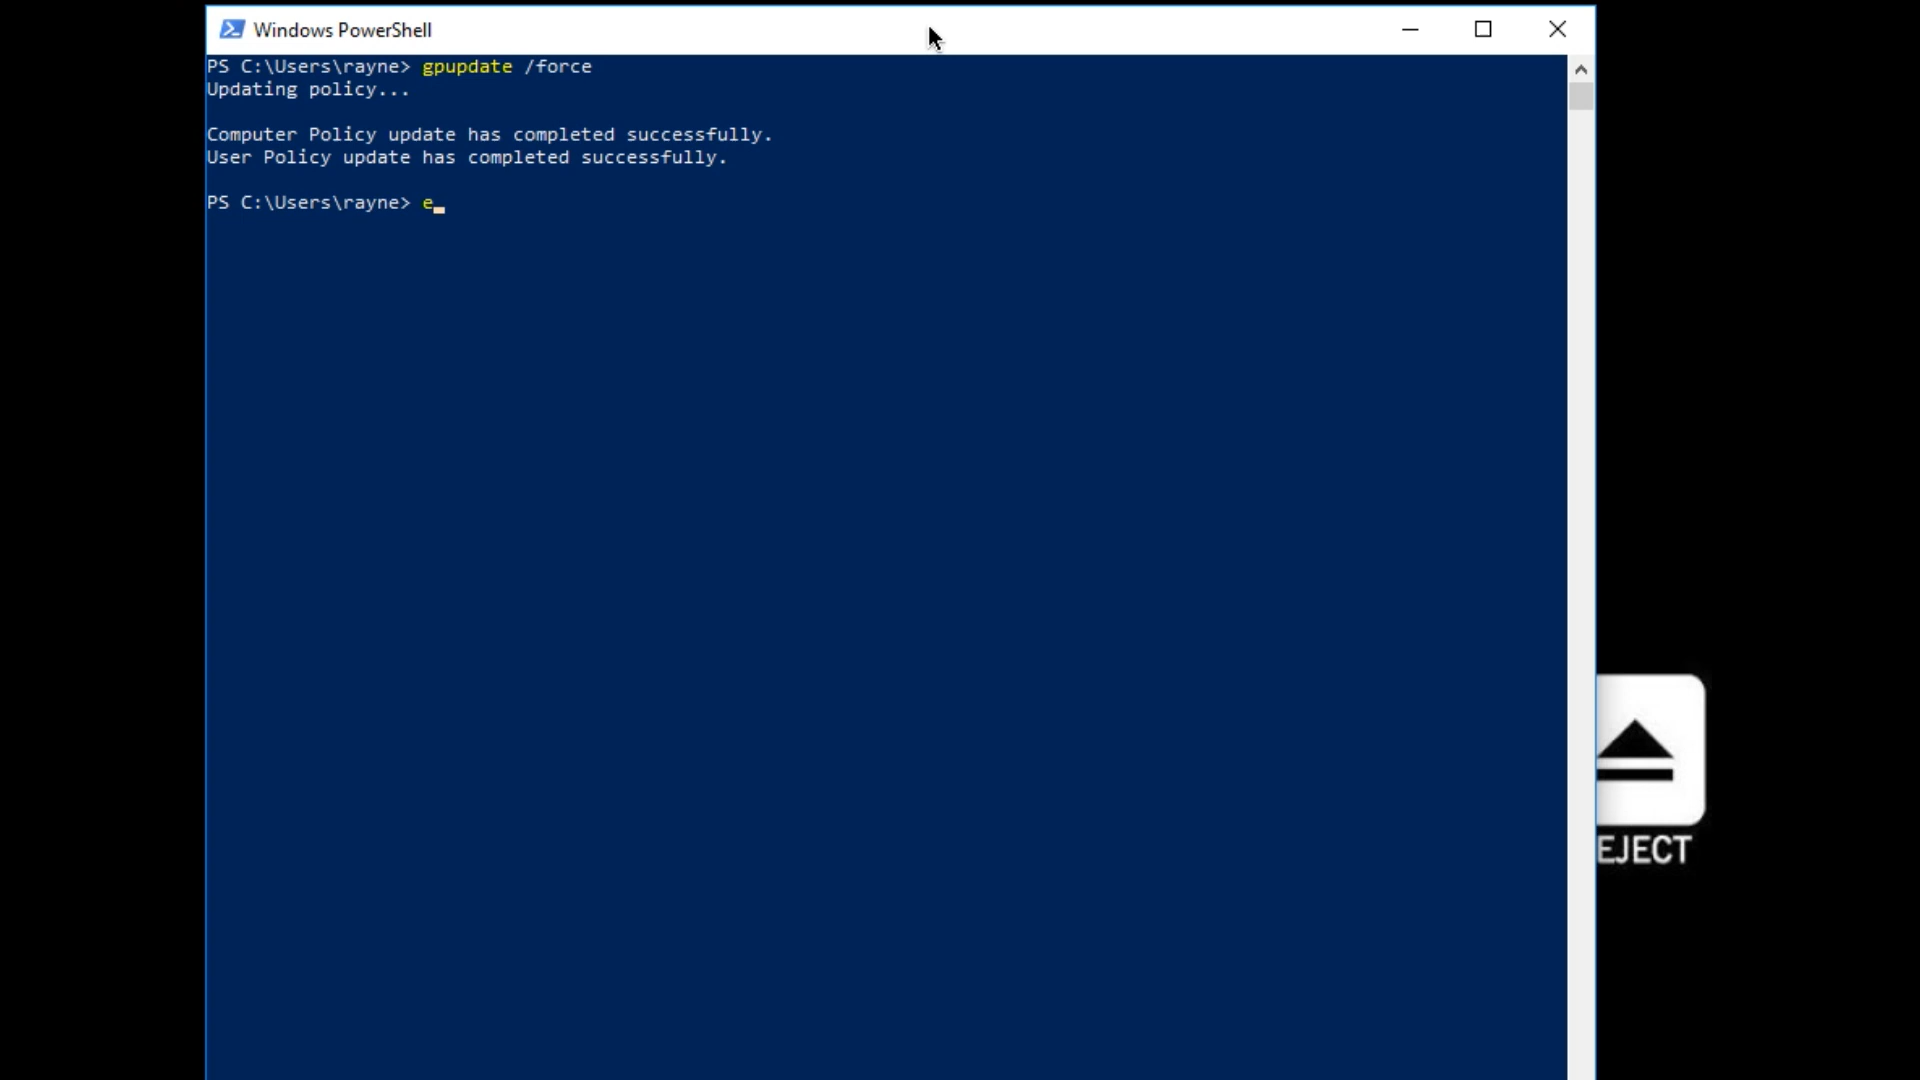 Windows PowerShell
PS C:\Users\rayne> gpupdate /force
Updating policy...
Computer Policy update has completed successfully.
User Policy update has completed successfully.
PS C:\Users\rayne> e_
EJECT